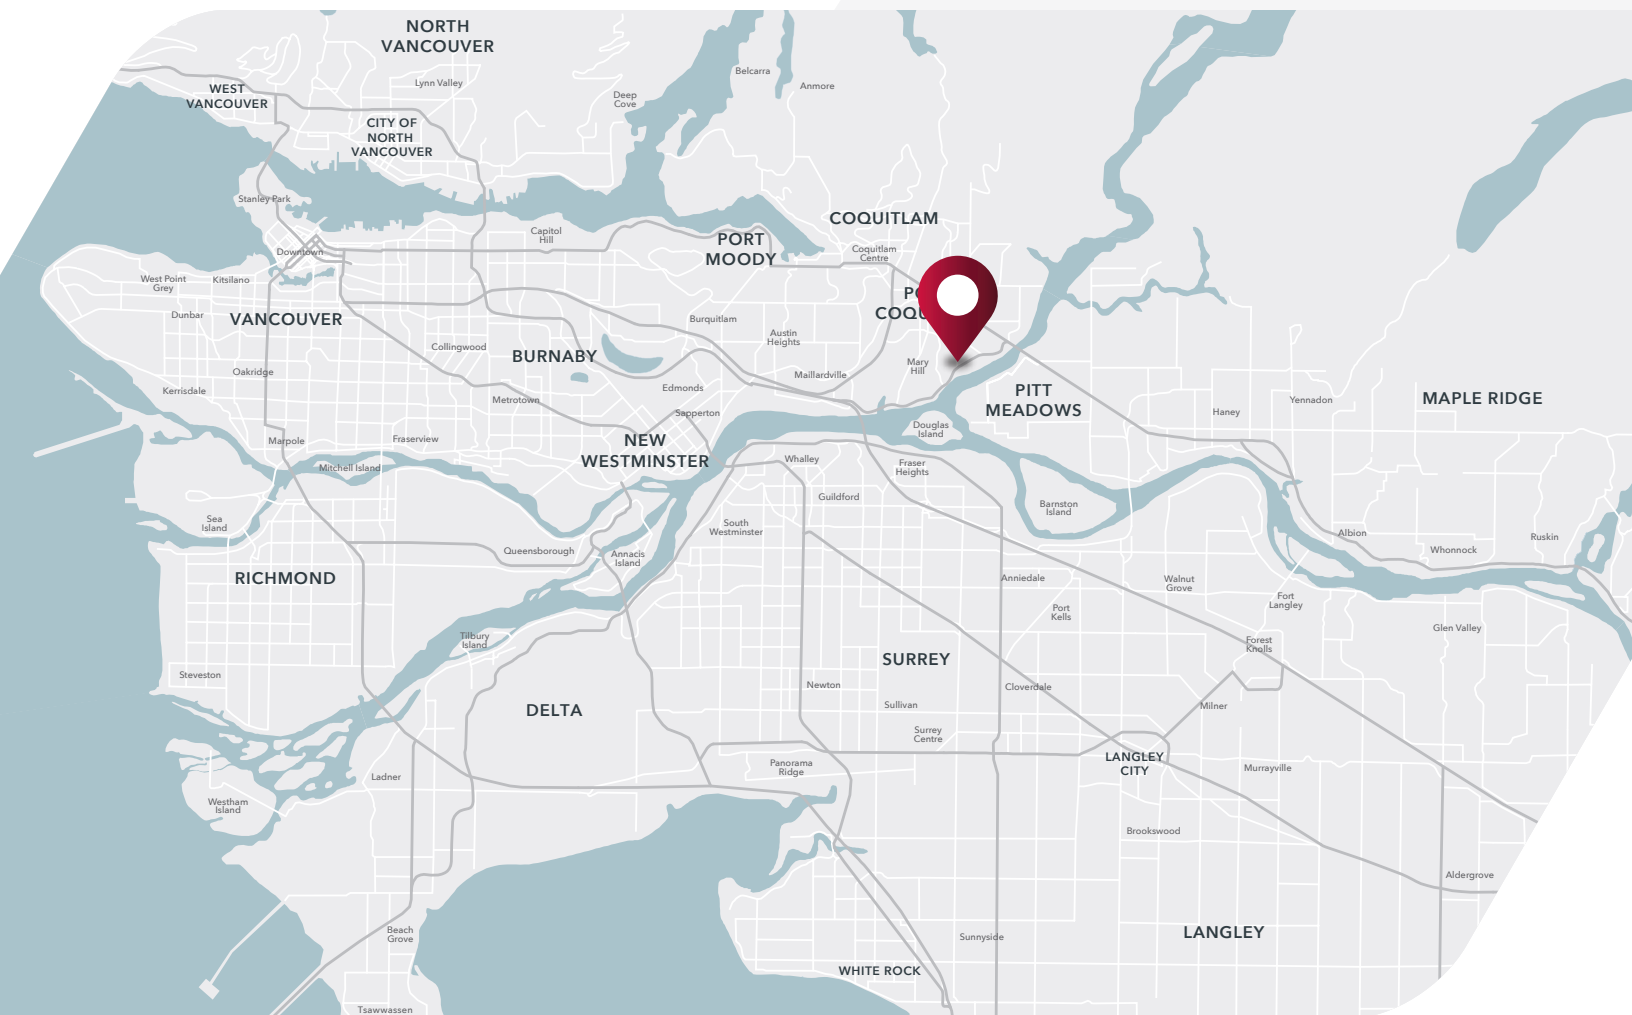 NORTH
VANCOUVER
Belcarra
Lynn Valley
Anmore
WEST
VANCOUVER
Deep
Cove
CITY OF
NORTH
VANCOUVER
Stanley Park
COQUITLAM
Capitol
Hill
PORT
MOODY
Downtown
Coquitlam
Centre
West Point
Grey
Kitsilano
Dunbar
VANCOUVER
Burquitlam
Austin
Heights
Collingwood
BURNABY
Mary
Hill
Oakridge
Maillardville
Kerrisdale
Edmonds
PITT
MEADOWS
Metrotown
Yennadon
MAPLE RIDGE
Sapperton
Haney
Douglas
Island
Marpole
Fraserview
NEW
WESTMINSTER
Mitchell Island
Whalley
Fraser
Heights
Guildford
Barnston
Island
Sea
Island
South
Westminster
Albion
Ruskin
Queensborough
Annacis
Island
Whonnock
RICHMOND
Anniedale
Walnut
Grove
Port
Kells
Fort
Langley
Tilbury
Island
Glen Valley
Forest
Knolls
SURREY
Steveston
Newton
Cloverdale
DELTA
Sullivan
Milner
Surrey
Centre
LANGLEY
CITY
Ladner
Panorama
Ridge
Murrayville
Westham
Island
Brookswood
Aldergrove
Beach
Grove
Sunnyside
LANGLEY
WHITE ROCK
Tsawwassen